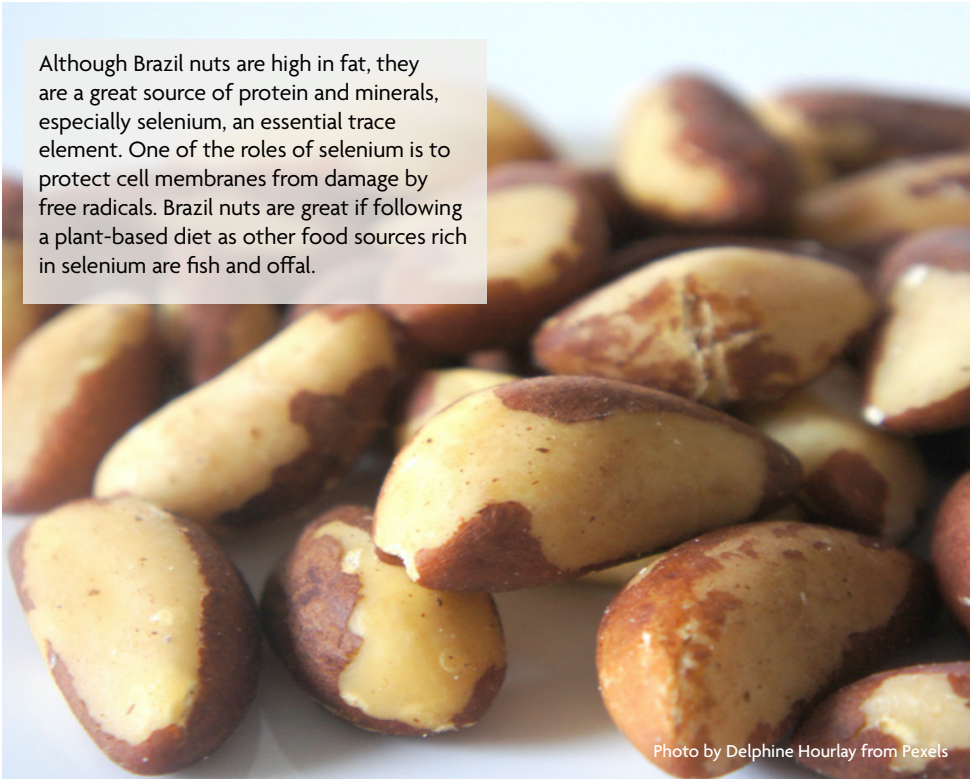 Although Brazil nuts are high in fat, they
are a great source of protein and minerals,
especially selenium, an essential trace
element. One of the roles of selenium is to
protect cell membranes from damage by
free radicals. Brazil nuts are great if following
a plant-based diet as other food sources rich
in selenium are fish and offal.
Photo by Delphine Hourlay from Pexels